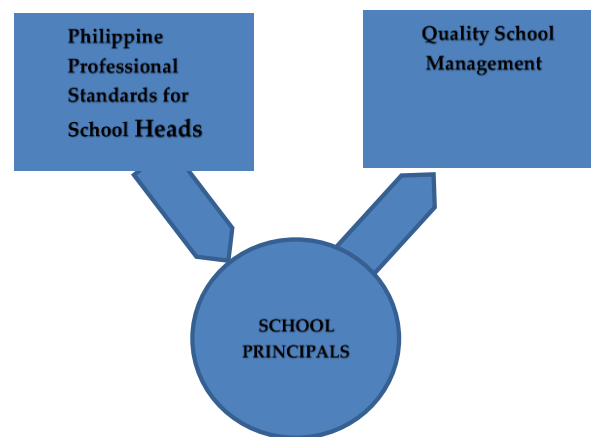 Philippine
Professional
Standards for
School Heads
Quality School
Management
SCHOOL
PRINCIPALS